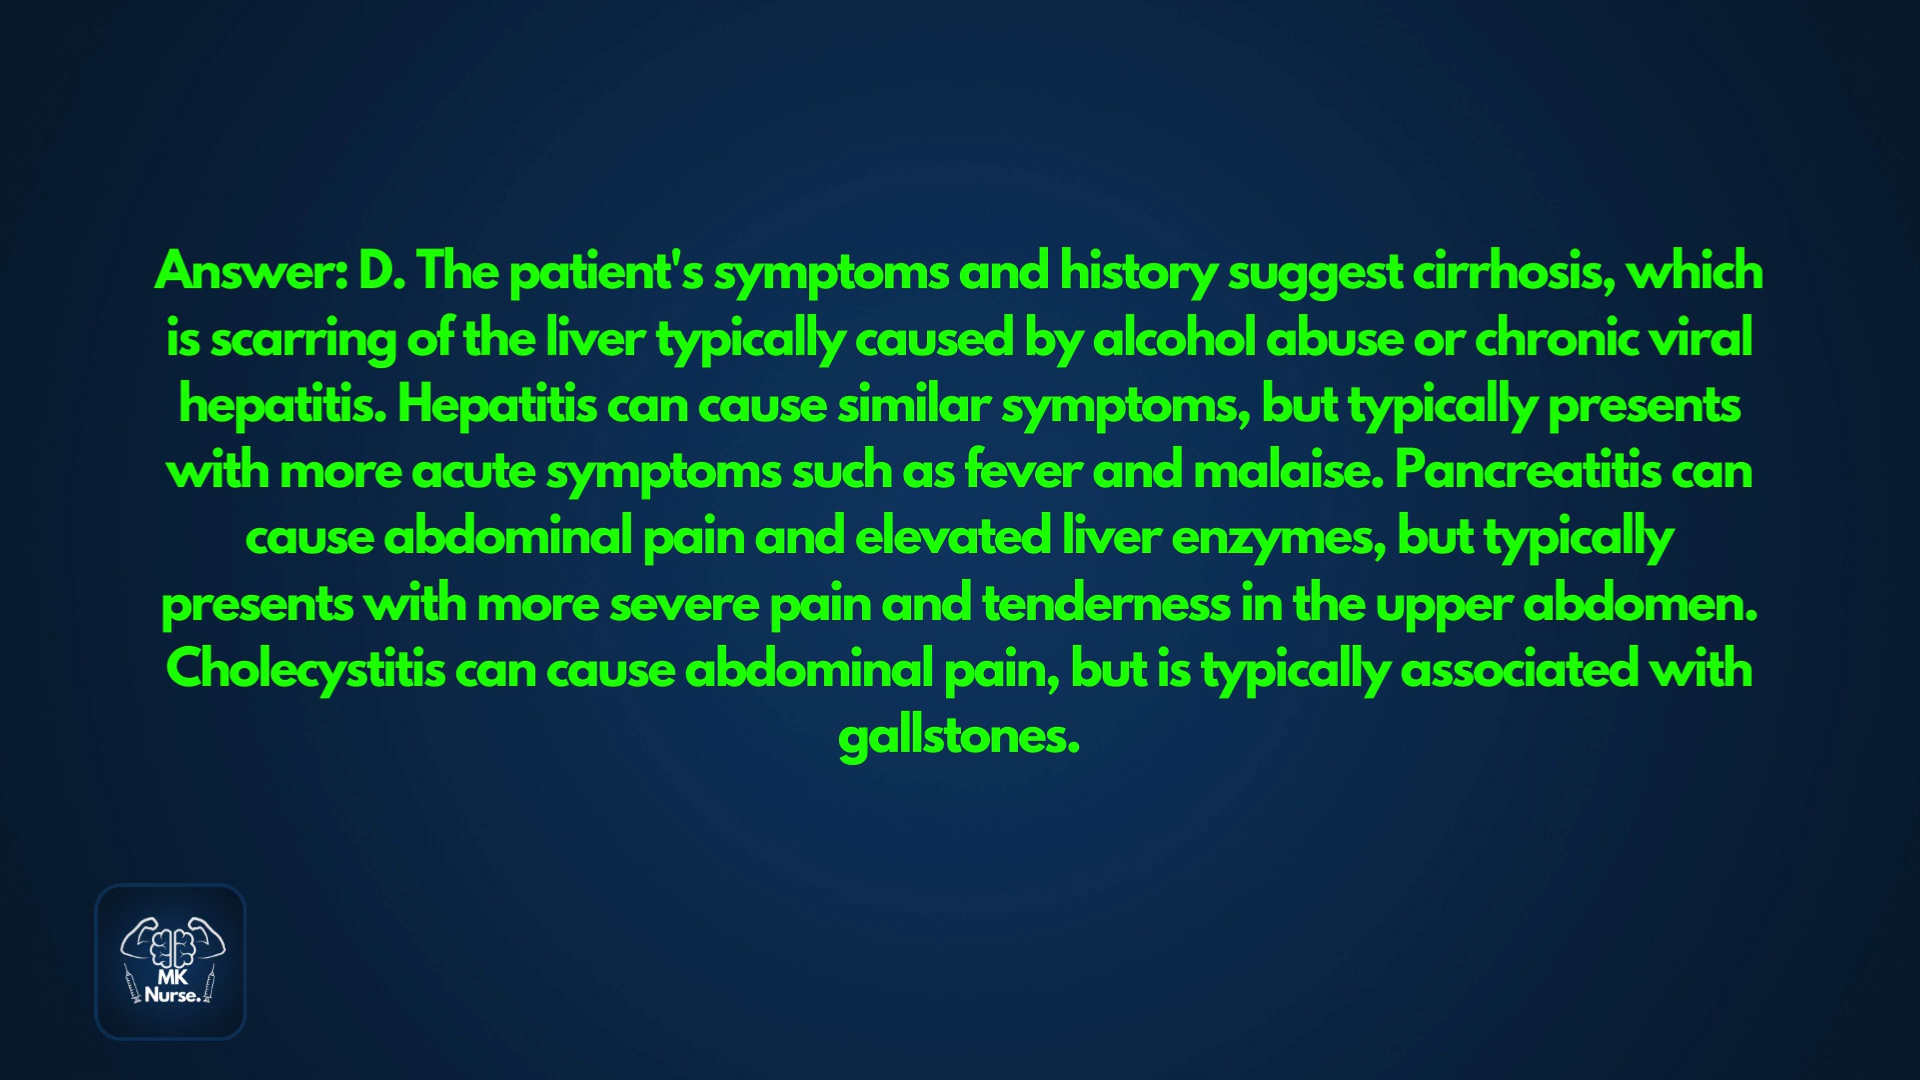 Answer: D. The patient's symptoms and history suggest cirrhosis, which
is scarring of the liver typically caused by alcohol abuse or chronic viral
hepatitis. Hepatitis can cause similar symptoms, but typically presents
with more acute symptoms such as fever and malaise. Pancreatitis can
cause abdominal pain and elevated liver enzymes, but typically
presents with more severe pain and tenderness in the upper abdomen.
Cholecystitis can cause abdominal pain, but is typically associated with
gallstones.
MK
Nurse.